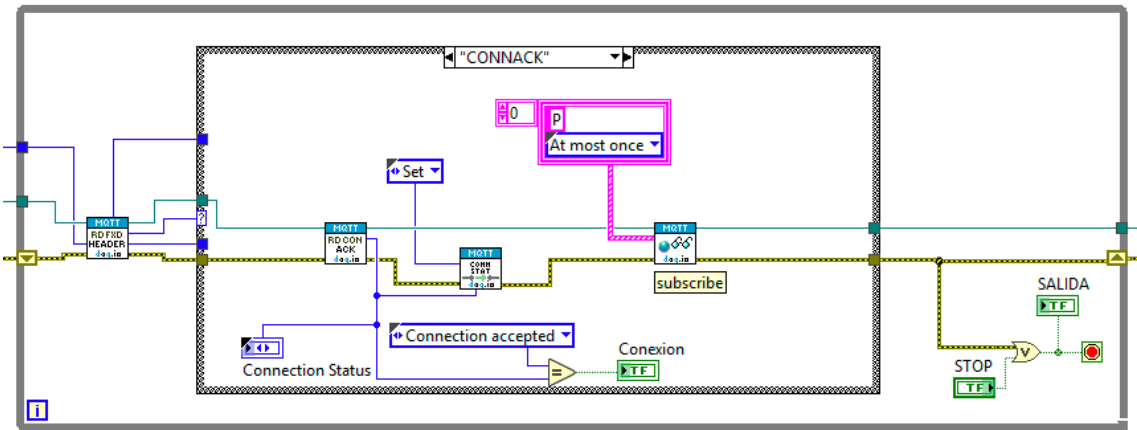 "CONNACK"
0
P
At most once
Set
MQTT
RD FXD
HEADER
daq.io
?
MQTT
RD CON
ACK
daq.io
MQTT
CONN
STAT
daq.io
MQTT
daq.io
subscribe
SALIDA
TF
Connection accepted
Connection Status
=
Conexion
TF
V
STOP
TF
i